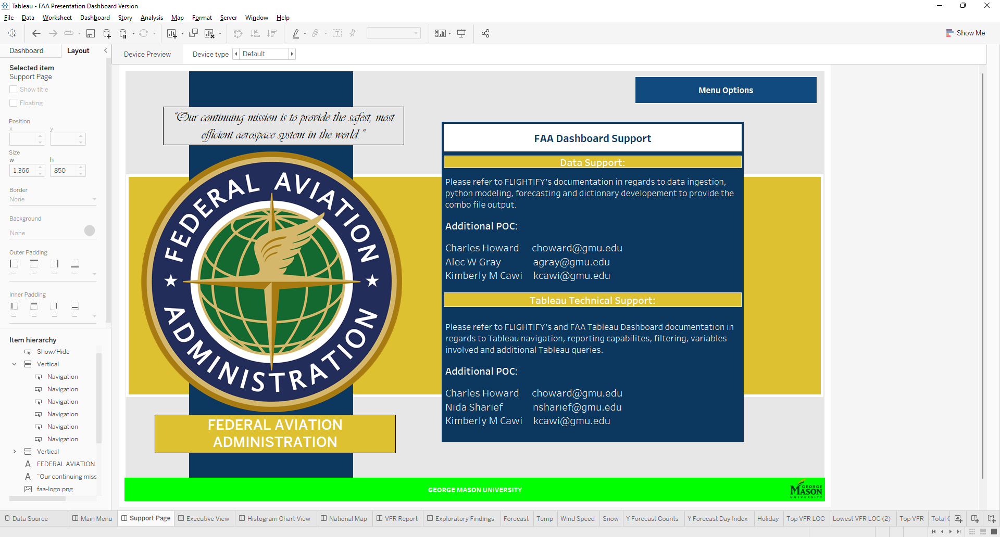 Tableau - FAA Presentation Dashboard Version
File Data Worksheet Dashboard Story Analysis Map Format Server Window Help
Show Me
Dashboard Layout
Device Preview Device type Default
Selected item
Support Page
Show title
Floating
Position
x y
Size
w h
1,366 850
Border
None
Background
None
Outer Padding
Inner Padding
Item hierarchy
Show/Hide
Vertical
Navigation
Navigation
Navigation
Navigation
Navigation
Navigation
Vertical
FEDERAL AVIATION
“Our continuing miss
faa-logo.png
Menu Options
“Our continuing mission is to provide the safest, most
efficient aerospace system in the world.”
FEDERAL AVIATION
ADMINISTRATION
FEDERAL AVIATION
ADMINISTRATION
FAA Dashboard Support
Data Support:
Please refer to FLIGHTIFY’s documentation in regards to data ingestion,
python modeling, forecasting and dictionary developement to provide the
combo file output.
Additional POC:
Charles Howard choward@gmu.edu
Alec W Gray agray@gmu.edu
Kimberly M Cawi kcawi@gmu.edu
Tableau Technical Support:
Please refer to FLIGHTIFY’s and FAA Tableau Dashboard documentation in
regards to Tableau navigation, reporting capabilites, filtering, variables
involved and additional Tableau queries.
Additional POC:
Charles Howard choward@gmu.edu
Nida Sharief nsharief@gmu.edu
Kimberly M Cawi kcawi@gmu.edu
GEORGE MASON UNIVERSITY
GEORGE
MASON
UNIVERSITY
Data Source Main Menu Support Page Executive View Histogram Chart View National Map VFR Report Exploratory Findings Forecast Temp Wind Speed Snow Y Forecast Counts Y Forecast Day Index Holiday Top VFR LOC Lowest VFR LOC (2) Top VFR Total